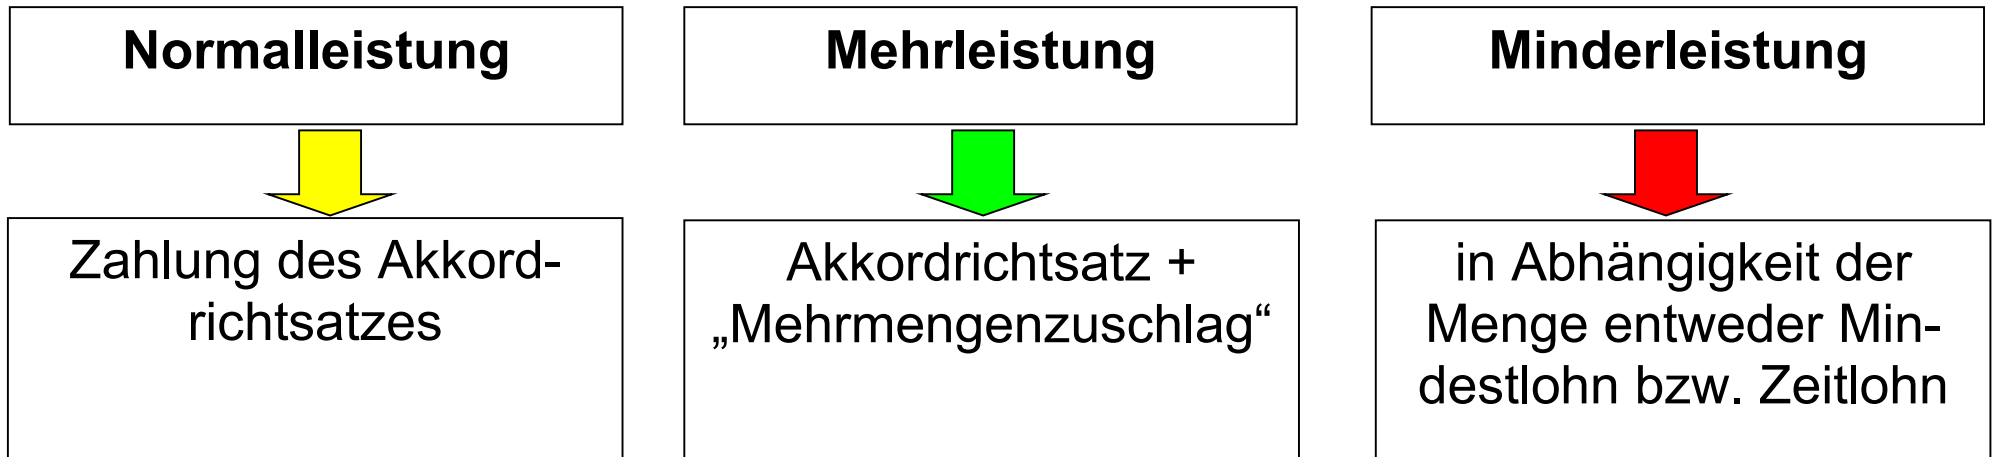 Normalleistung
Zahlung des Akkord-
richtsatzes
Mehrleistung
Akkordrichtsatz +
„Mehrmengenzuschlag“
Minderleistung
in Abhängigkeit der
Menge entweder Min-
destlohn bzw. Zeitlohn